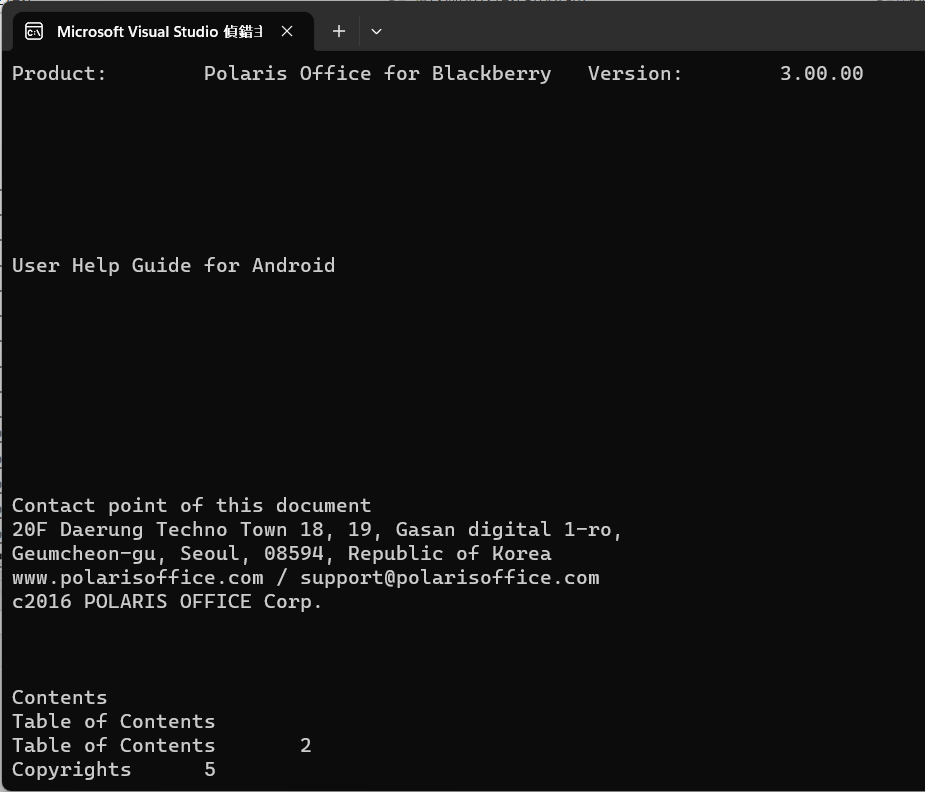 Microsoft Visual Studio 偵錯主
Product: Polaris Office for Blackberry Version: 3.00.00
User Help Guide for Android
Contact point of this document
20F Daerung Techno Town 18, 19, Gasan digital 1-ro,
Geumcheon-gu, Seoul, 08594, Republic of Korea
www.polarisoffice.com / support@polarisoffice.com
c2016 POLARIS OFFICE Corp.
Contents
Table of Contents
Table of Contents 2
Copyrights 5